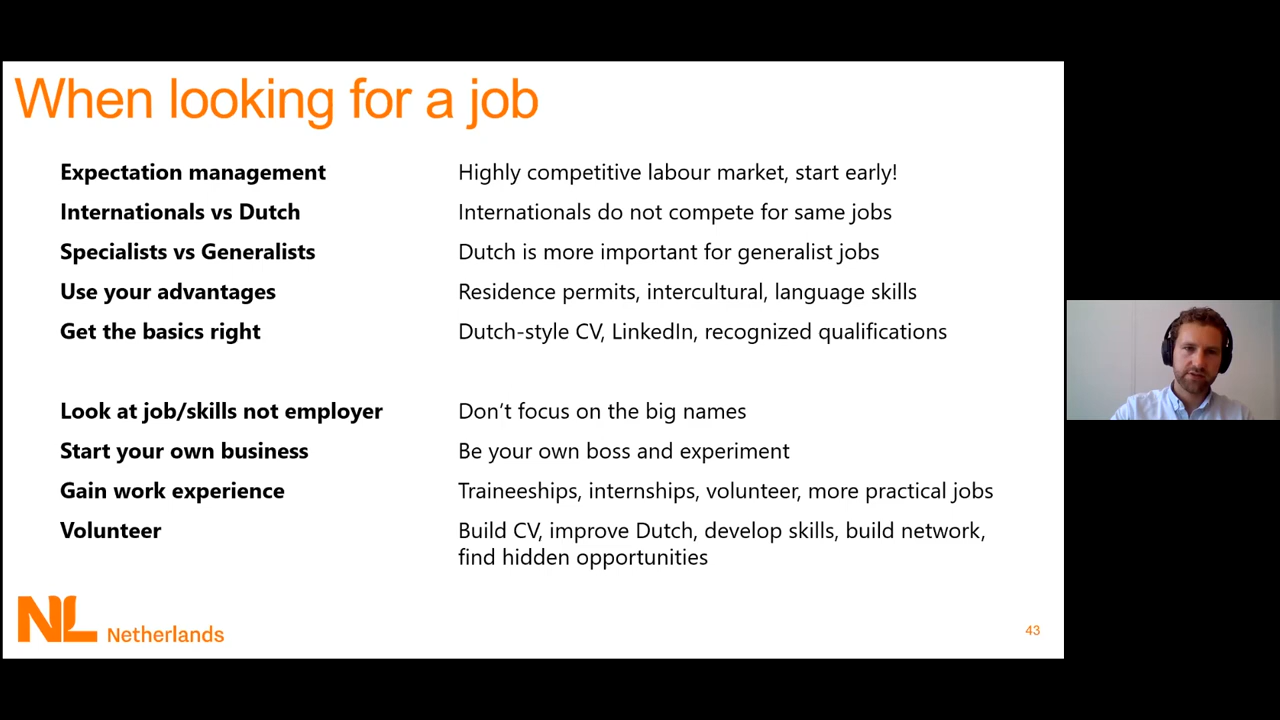 When looking for a job
Expectation management Highly competitive labour market, start early!
Internationals vs Dutch Internationals do not compete for same jobs
Specialists vs Generalists Dutch is more important for generalist jobs
Use your advantages Residence permits, intercultural, language skills
Get the basics right Dutch-style CV, LinkedIn, recognized qualifications
Look at job/skills not employer Don’t focus on the big names
Start your own business Be your own boss and experiment
Gain work experience Traineeships, internships, volunteer, more practical jobs
Volunteer Build CV, improve Dutch, develop skills, build network,
find hidden opportunities
NL Netherlands
43